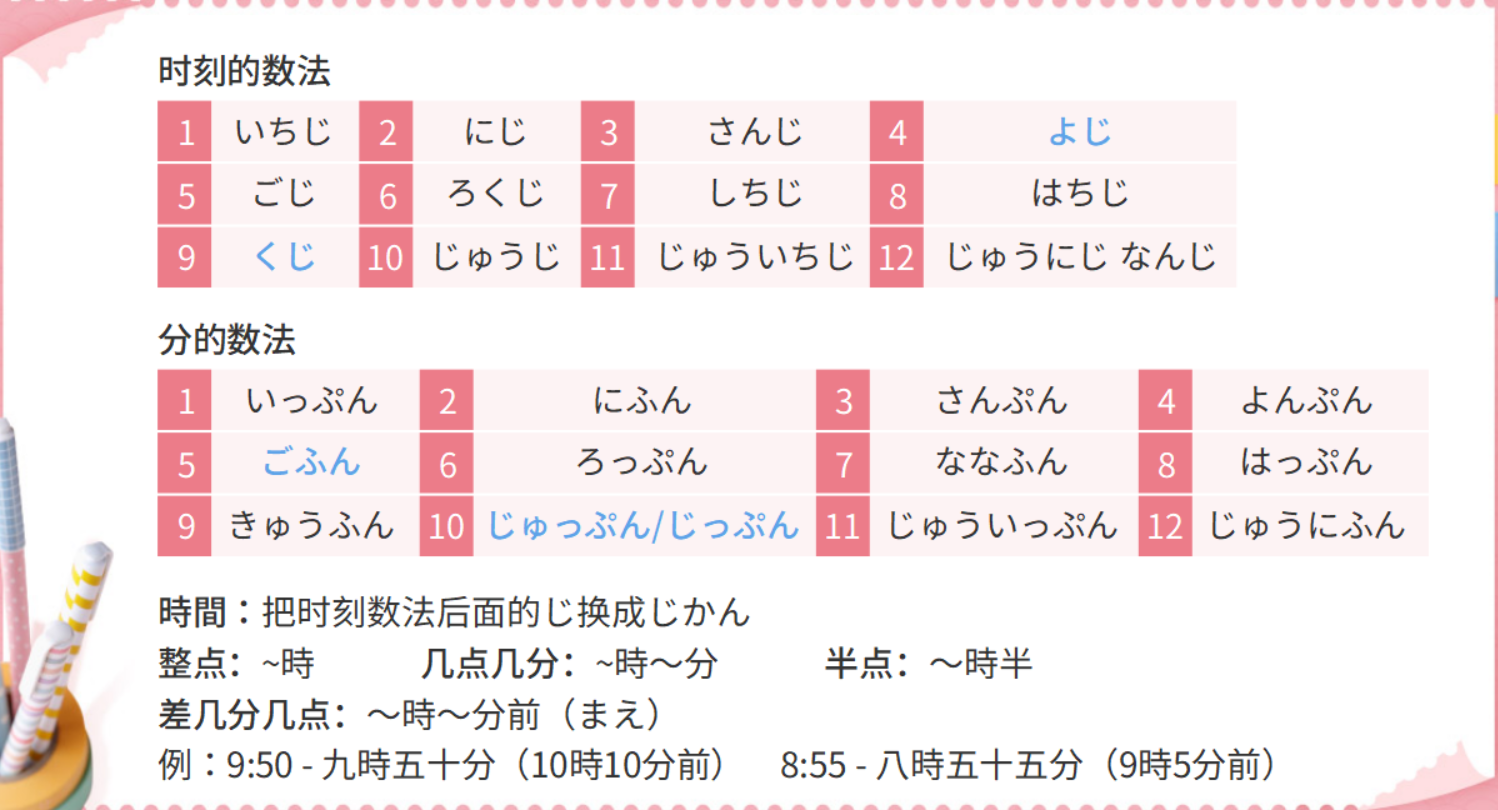 时刻的数法
1 いちじ 2 にじ 3 さんじ 4 よじ
5 ごじ 6 ろくじ 7 しちじ 8 はちじ
9 くじ 10 じゅうじ 11 じゅういちじ 12 じゅうにじ なんじ
分的数法
1 いっぷん 2 にふん 3 さんぷん 4 よんぷん
5 ごふん 6 ろっぷん 7 ななふん 8 はっぷん
9 きゅうふん 10 じゅっぷん/じっぷん 11 じゅういっぷん 12 じゅうにふん
時間：把时刻数法后面的じ换成じかん
整点：~時 几点几分：~時～分 半点：～時半
差几分几点：～時～分前（まえ）
例：9:50 - 九時五十分（10時10分前） 8:55 - 八時五十五分（9時5分前）